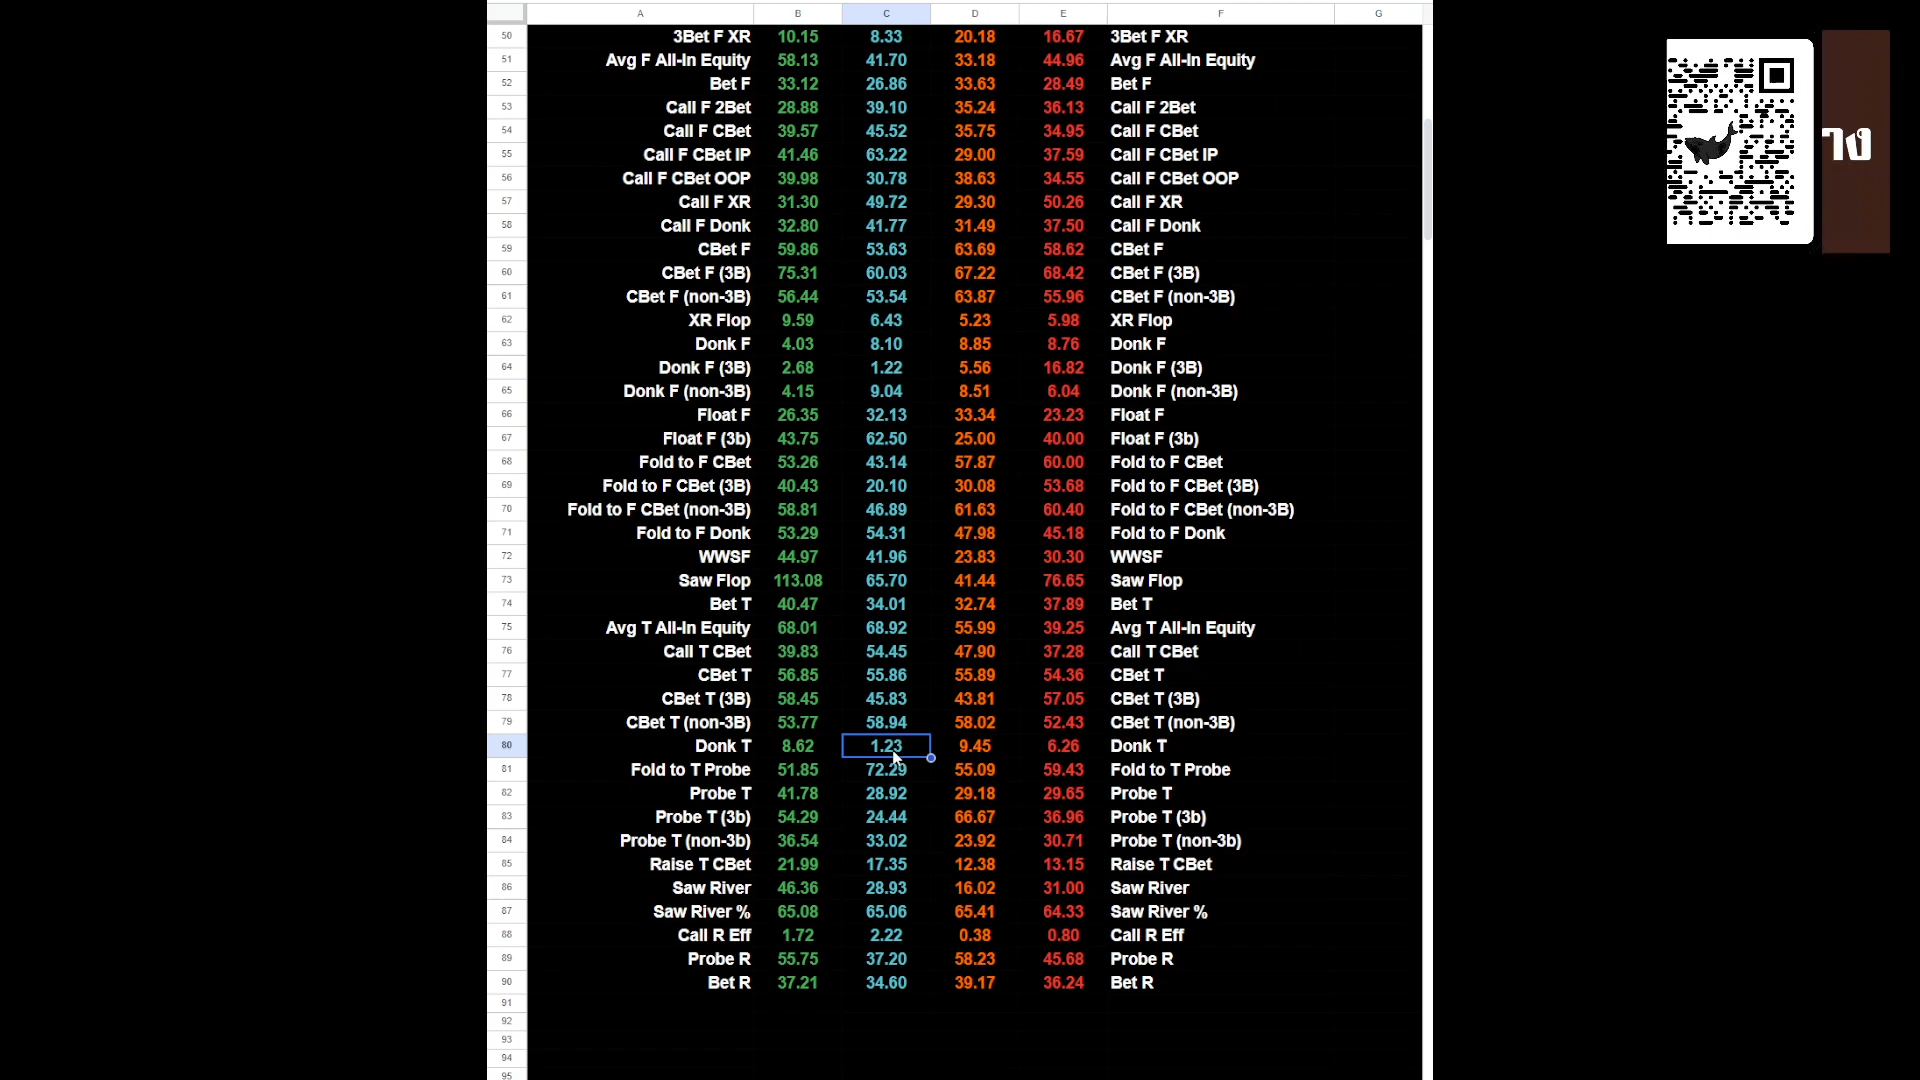 A B C D E F G
50 3Bet F XR 10.15 8.33 20.18 16.67 3Bet F XR
51 Avg F All-In Equity 58.13 41.70 33.18 44.96 Avg F All-In Equity
52 Bet F 33.12 26.86 33.63 28.49 Bet F
53 Call F 2Bet 28.88 39.10 35.24 36.13 Call F 2Bet
54 Call F CBet 39.57 45.52 35.75 34.95 Call F CBet
55 Call F CBet IP 41.46 63.22 29.00 37.59 Call F CBet IP
56 Call F CBet OOP 39.98 30.78 38.63 34.55 Call F CBet OOP
57 Call F XR 31.30 49.72 29.30 50.26 Call F XR
58 Call F Donk 32.80 41.77 31.49 37.50 Call F Donk
59 CBet F 59.86 53.63 63.69 58.62 CBet F
60 CBet F (3B) 75.31 60.03 67.22 68.42 CBet F (3B)
61 CBet F (non-3B) 56.44 53.54 63.87 55.96 CBet F (non-3B)
62 XR Flop 9.59 6.43 5.23 5.98 XR Flop
63 Donk F 4.03 8.10 8.85 8.76 Donk F
64 Donk F (3B) 2.68 1.22 5.56 16.82 Donk F (3B)
65 Donk F (non-3B) 4.15 9.04 8.51 6.04 Donk F (non-3B)
66 Float F 26.35 32.13 33.34 23.23 Float F
67 Float F (3b) 43.75 62.50 25.00 40.00 Float F (3b)
68 Fold to F CBet 53.26 43.14 57.87 60.00 Fold to F CBet
69 Fold to F CBet (3B) 40.43 20.10 30.08 53.68 Fold to F CBet (3B)
70 Fold to F CBet (non-3B) 58.81 46.89 61.63 60.40 Fold to F CBet (non-3B)
71 Fold to F Donk 53.29 54.31 47.98 45.18 Fold to F Donk
72 WWSF 44.97 41.96 23.83 30.30 WWSF
73 Saw Flop 113.08 65.70 41.44 76.65 Saw Flop
74 Bet T 40.47 34.01 32.74 37.89 Bet T
75 Avg T All-In Equity 68.01 68.92 55.99 39.25 Avg T All-In Equity
76 Call T CBet 39.83 54.45 47.90 37.28 Call T CBet
77 CBet T 56.85 55.86 55.89 54.36 CBet T
78 CBet T (3B) 58.45 45.83 43.81 57.05 CBet T (3B)
79 CBet T (non-3B) 53.77 58.94 58.02 52.43 CBet T (non-3B)
80 Donk T 8.62 1.23 9.45 6.26 Donk T
81 Fold to T Probe 51.85 72.29 55.09 59.43 Fold to T Probe
82 Probe T 41.78 28.92 29.18 29.65 Probe T
83 Probe T (3b) 54.29 24.44 66.67 36.96 Probe T (3b)
84 Probe T (non-3b) 36.54 33.02 23.92 30.71 Probe T (non-3b)
85 Raise T CBet 21.99 17.35 12.38 13.15 Raise T CBet
86 Saw River 46.36 28.93 16.02 31.00 Saw River
87 Saw River % 65.08 65.06 65.41 64.33 Saw River %
88 Call R Eff 1.72 2.22 0.38 0.80 Call R Eff
89 Probe R 55.75 37.20 58.23 45.68 Probe R
90 Bet R 37.21 34.60 39.17 36.24 Bet R
91
92
93
94
95